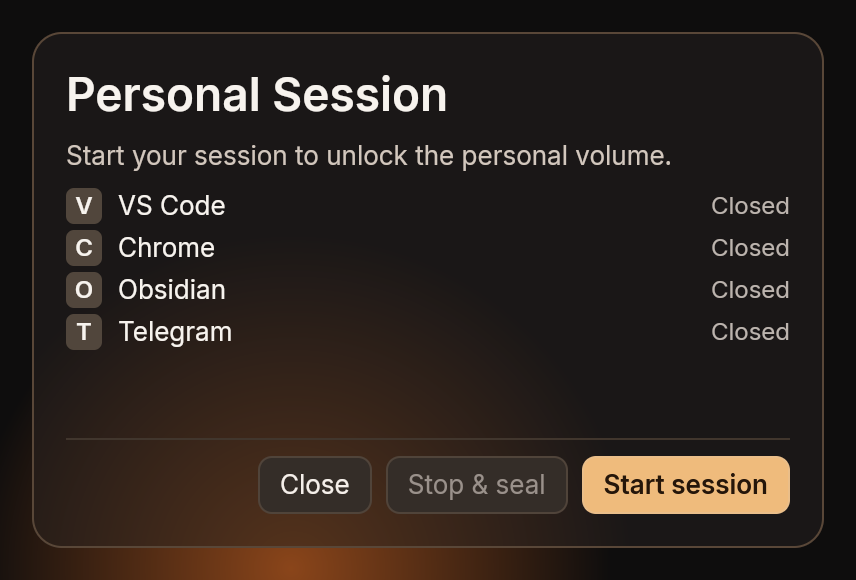 Personal Session
Start your session to unlock the personal volume.
V VS Code Closed
C Chrome Closed
O Obsidian Closed
T Telegram Closed
Close Stop & seal Start session